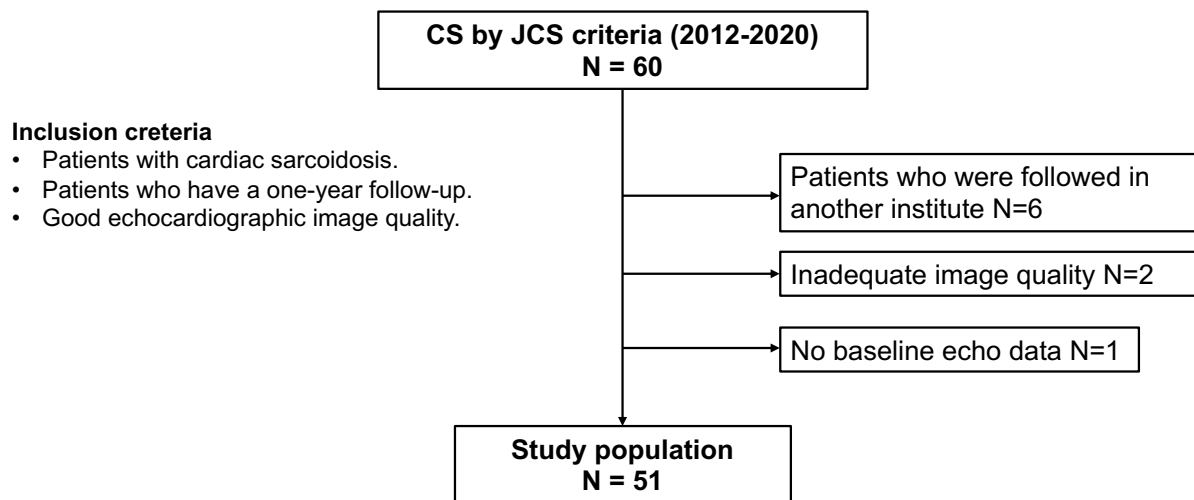 CS by JCS criteria (2012-2020)
N = 60
Inclusion creteria
• Patients with cardiac sarcoidosis.
• Patients who have a one-year follow-up.
• Good echocardiographic image quality.
Patients who were followed in
another institute N=6
Inadequate image quality N=2
No baseline echo data N=1
Study population
N = 51